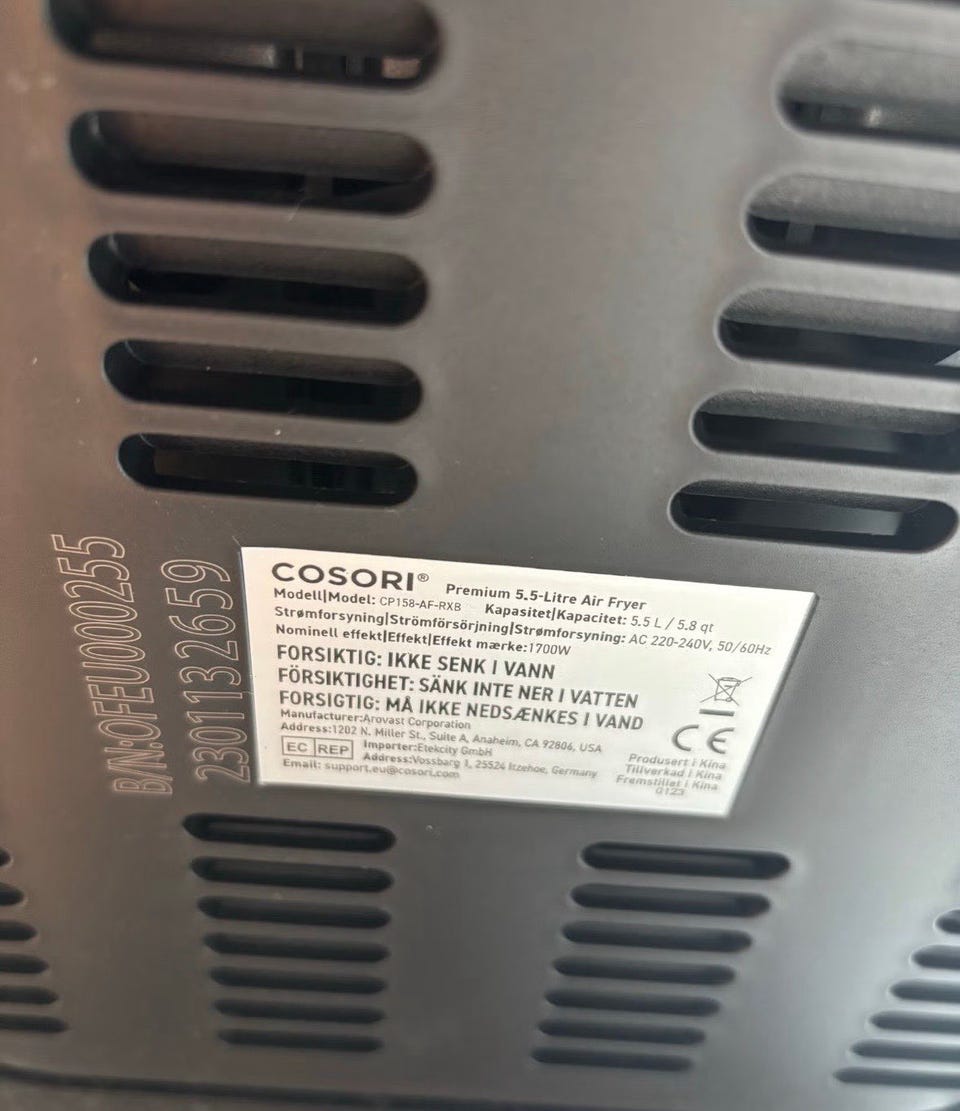 B/N:OFEU000255
2301132659
COSORI® Premium 5.5-Litre Air Fryer
Modell|Model: CP158-AF-RXB Kapasitet|Kapacitet: 5.5 L / 5.8 qt
Strømforsyning|Strömförsörjning|Strømforsyning: AC 220-240V, 50/60Hz
Nominell effekt|Effekt|Effekt mærke:1700W
FORSIKTIG: IKKE SENK I VANN
FÖRSIKTIGHET: SÄNK INTE NER I VATTEN
FORSIGTIG: MÅ IKKE NEDSÆNKES I VAND
Manufacturer:Arovast Corporation
Address:1202 N. Miller St., Suite A, Anaheim, CA 92806, USA
EC REP Importer:Etekcity GmbH
Address:Vossbarg 1, 25524 Itzehoe, Germany
Email: support.eu@cosori.com
CE
Produsert i Kina
Tillverkad i Kina
Fremstillet i Kina
0123